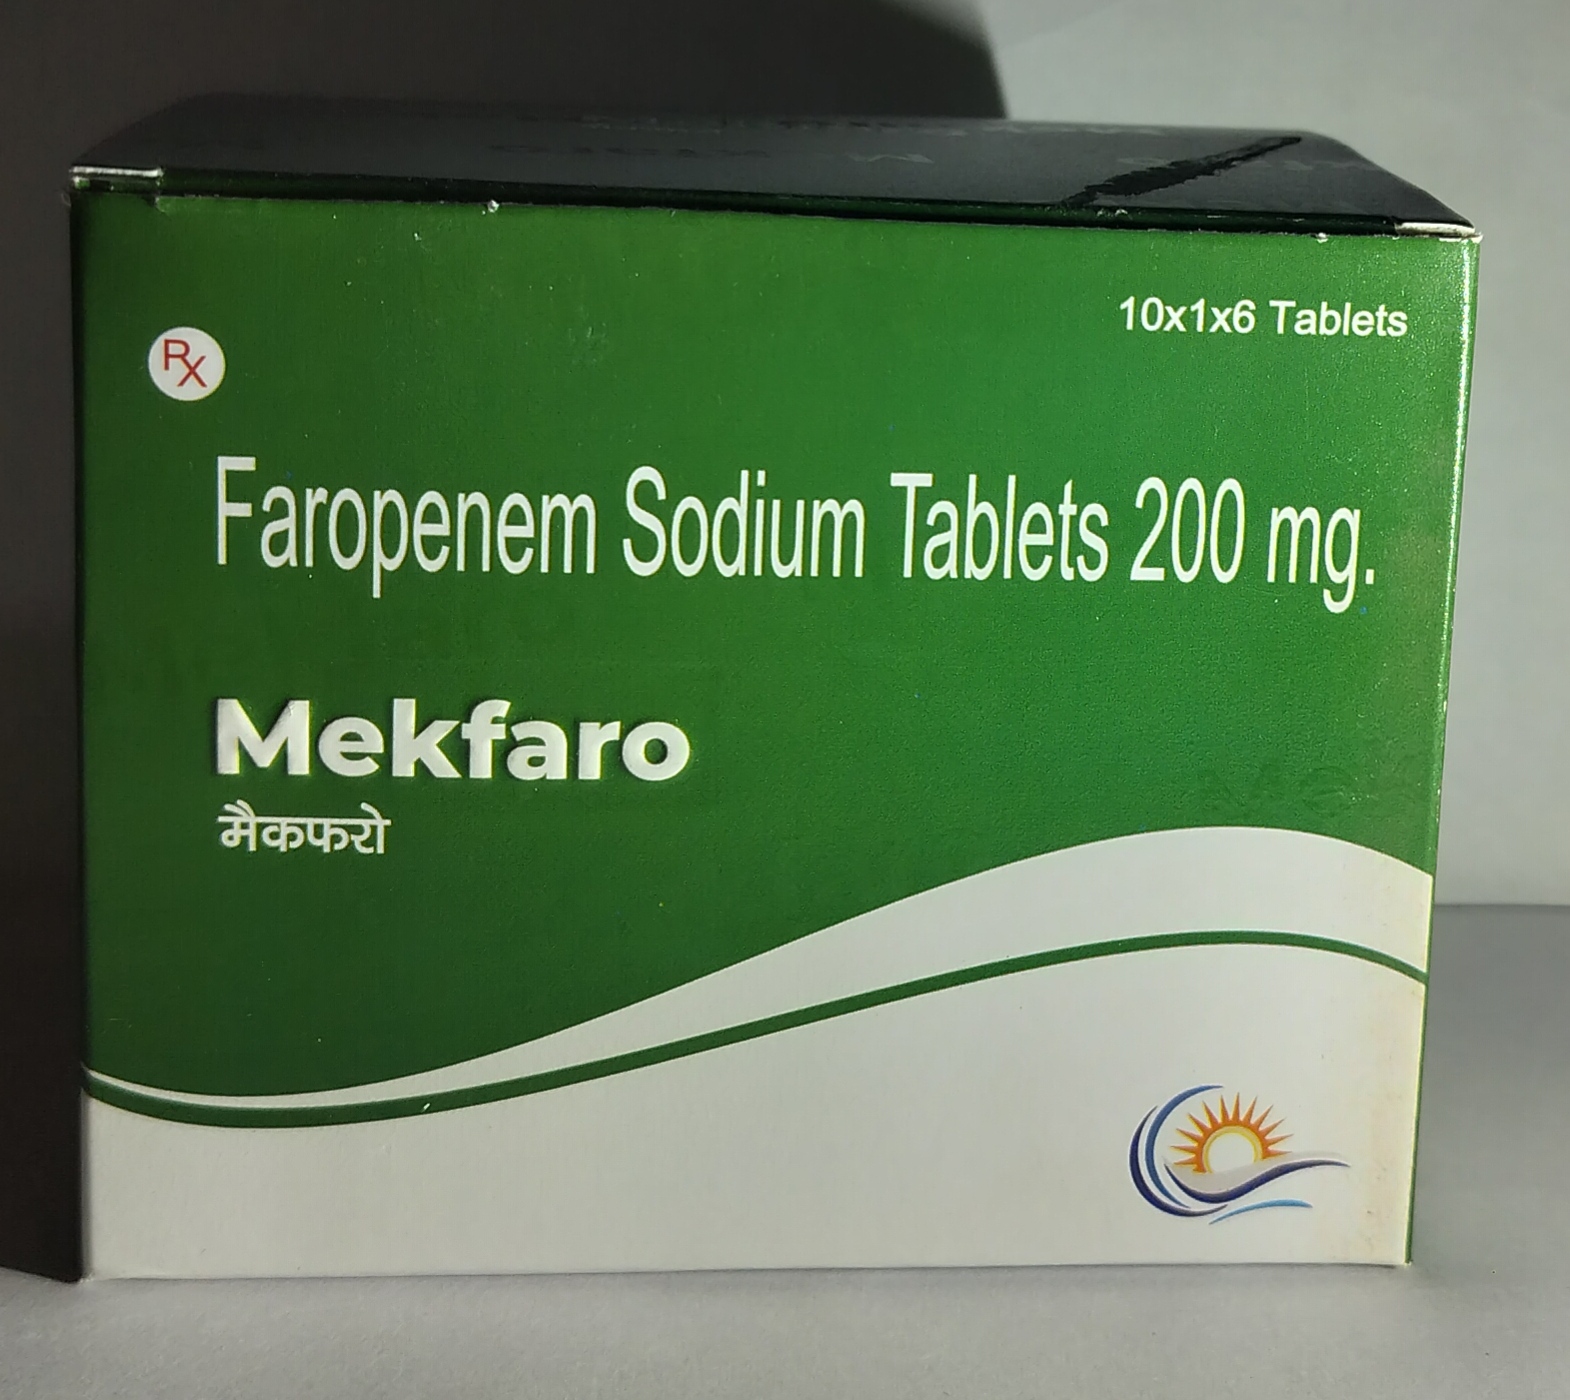 10x1x6 Tablets
Rx
Faropenem Sodium Tablets 200 mg.
Mekfaro
मैकफरो